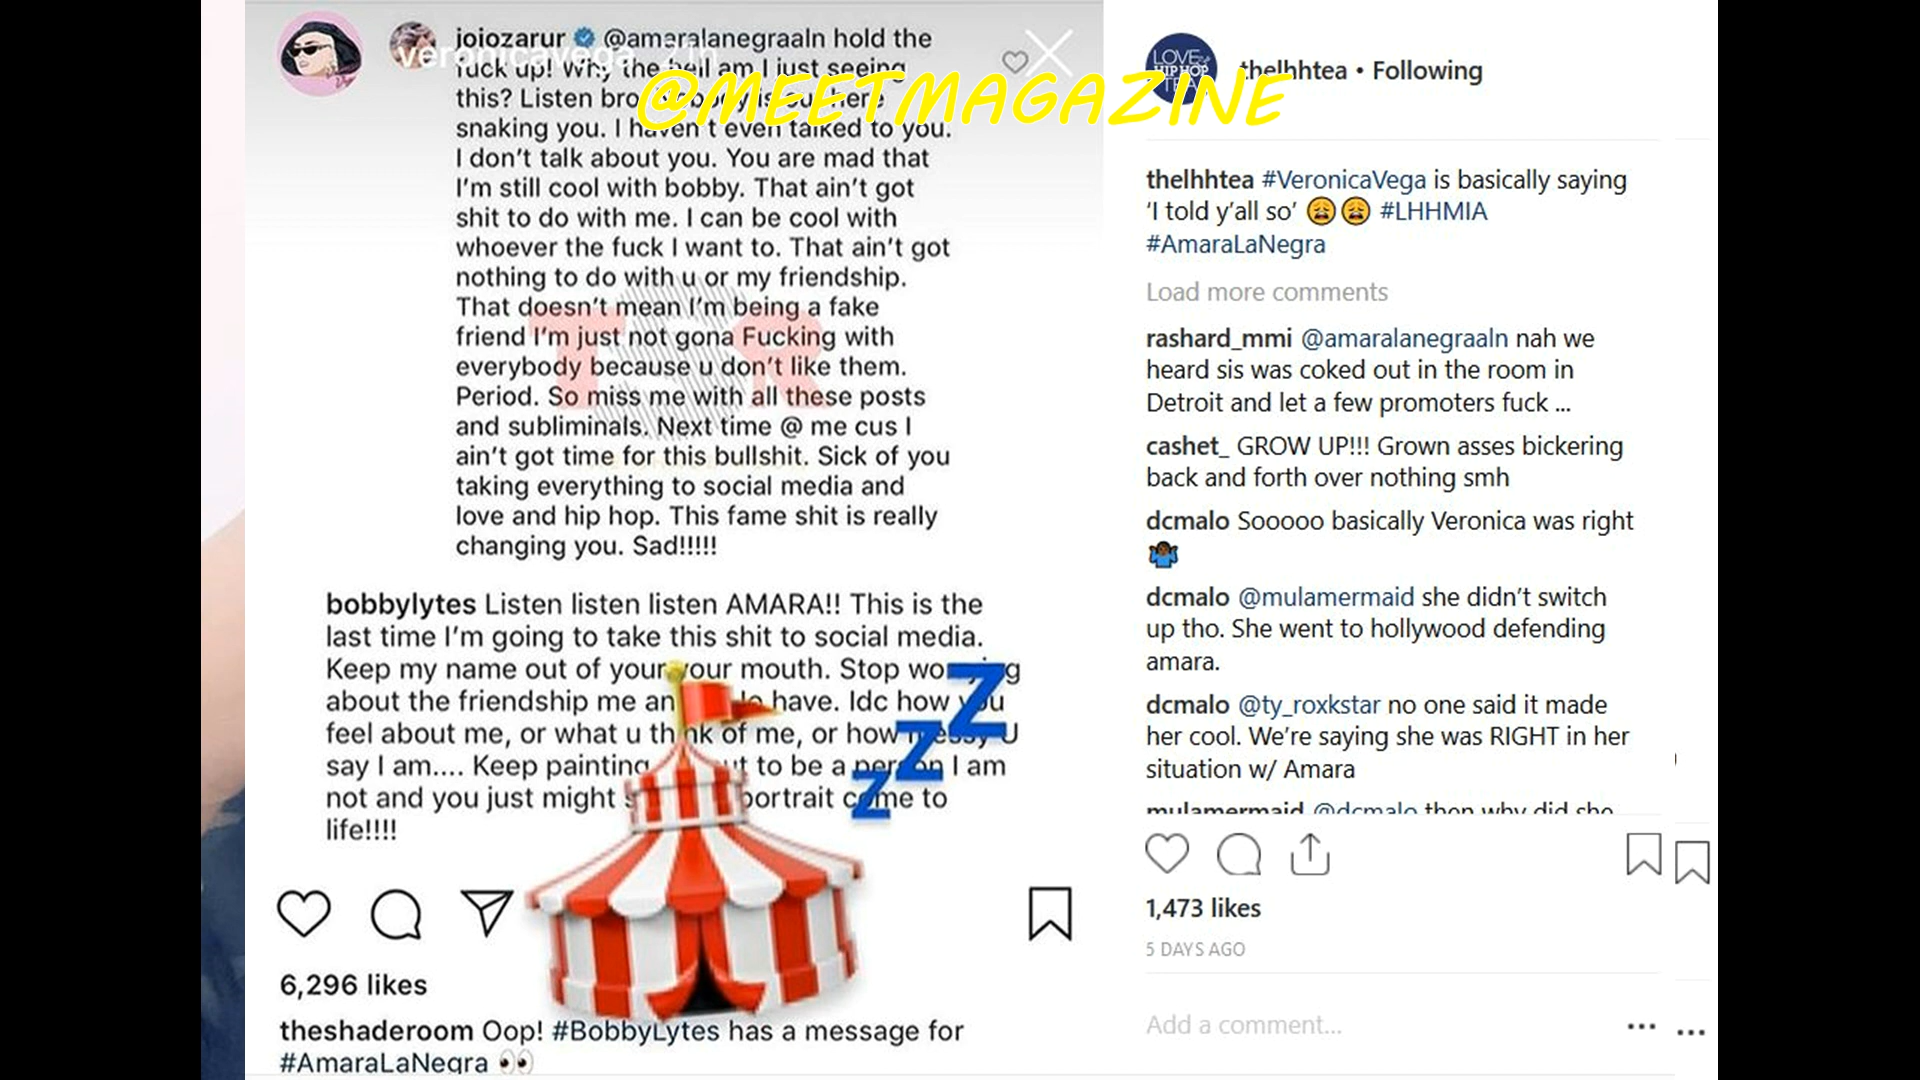 jojozarur @amaralanegraaln hold the
veronicavega 21h
fuck up! Why the hell am I just seeing
@MEETMAGAZINE
this? Listen bro nobody is out here
snaking you. I haven't even talked to you.
I don't talk about you. You are mad that
I'm still cool with bobby. That ain't got
shit to do with me. I can be cool with
whoever the fuck I want to. That ain't got
nothing to do with u or my friendship.
That doesn't mean I'm being a fake
friend I'm just not gona Fucking with
everybody because u don't like them.
Period. So miss me with all these posts
and subliminals. Next time @ me cus I
ain't got time for this bullshit. Sick of you
taking everything to social media and
love and hip hop. This fame shit is really
changing you. Sad!!!!!
TSR
bobbylytes Listen listen listen AMARA!! This is the
last time I'm going to take this shit to social media.
Keep my name out of your your mouth. Stop worrying
about the friendship me an have. Idc how you
feel about me, or what u think of me, or how messy U
say I am.... Keep painting out to be a person I am
not and you just might portrait come to
life!!!!
6,296 likes
theshaderoom Oop! #BobbyLytes has a message for
#AmaraLaNegra 👀
LOVE & HIP HOP TEA
thelhhtea • Following
thelhhtea #VeronicaVega is basically saying
'I told y'all so' 😩😩 #LHHMIA
#AmaraLaNegra
Load more comments
rashard_mmi @amaralanegraaln nah we
heard sis was coked out in the room in
Detroit and let a few promoters fuck ...
cashet_ GROW UP!!! Grown asses bickering
back and forth over nothing smh
dcmalo Sooooo basically Veronica was right
🤷🏾‍♂️
dcmalo @mulamermaid she didn't switch
up tho. She went to hollywood defending
amara.
dcmalo @ty_roxkstar no one said it made
her cool. We're saying she was RIGHT in her
situation w/ Amara
mulamermaid @dcmalo then why did she
1,473 likes
5 DAYS AGO
Add a comment...